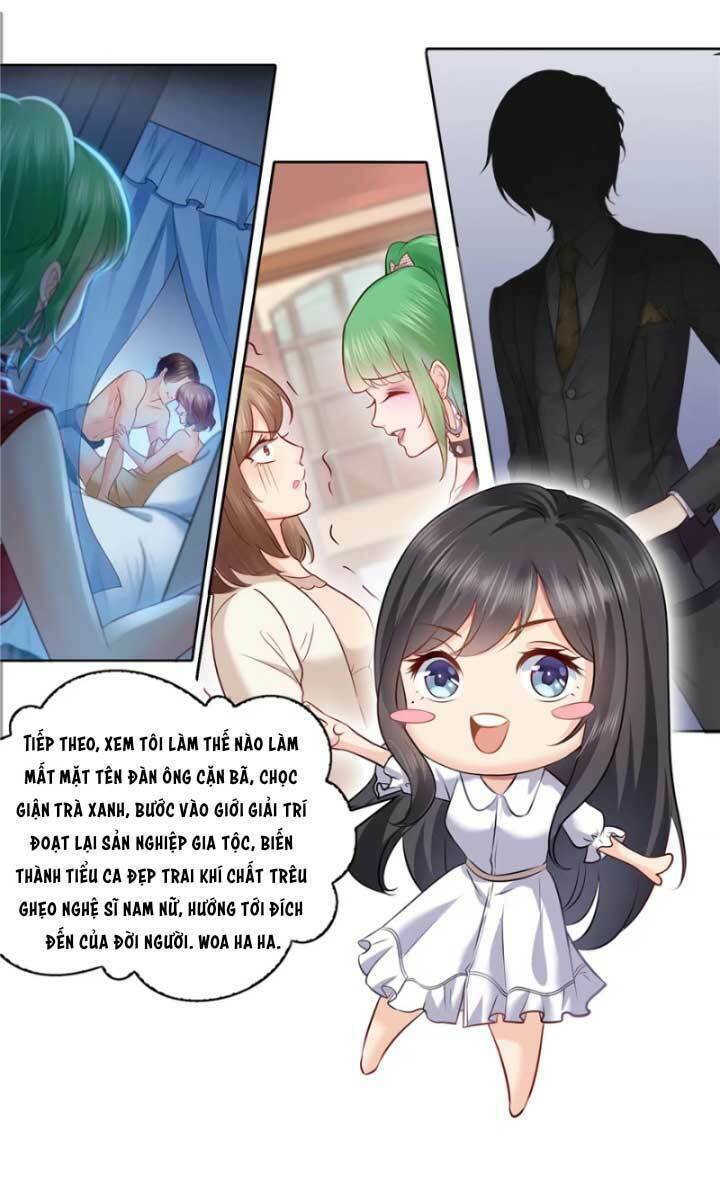 TIẾP THEO, XEM TÔI LÀM THẾ NÀO LÀM
MẤT MẶT TÊN ĐÀN ÔNG CẶN BÃ, CHỌC
GIẬN TRÀ XANH, BƯỚC VÀO GIỚI GIẢI TRÍ
ĐOẠT LẠI SẢN NGHIỆP GIA TỘC, BIẾN
THÀNH TIỂU CA ĐẸP TRAI KHÍ CHẤT TRÊU
GHẸO NGHỆ SĨ NAM NỮ, HƯỚNG TỚI ĐÍCH
ĐẾN CỦA ĐỜI NGƯỜI. WOA HA HA.